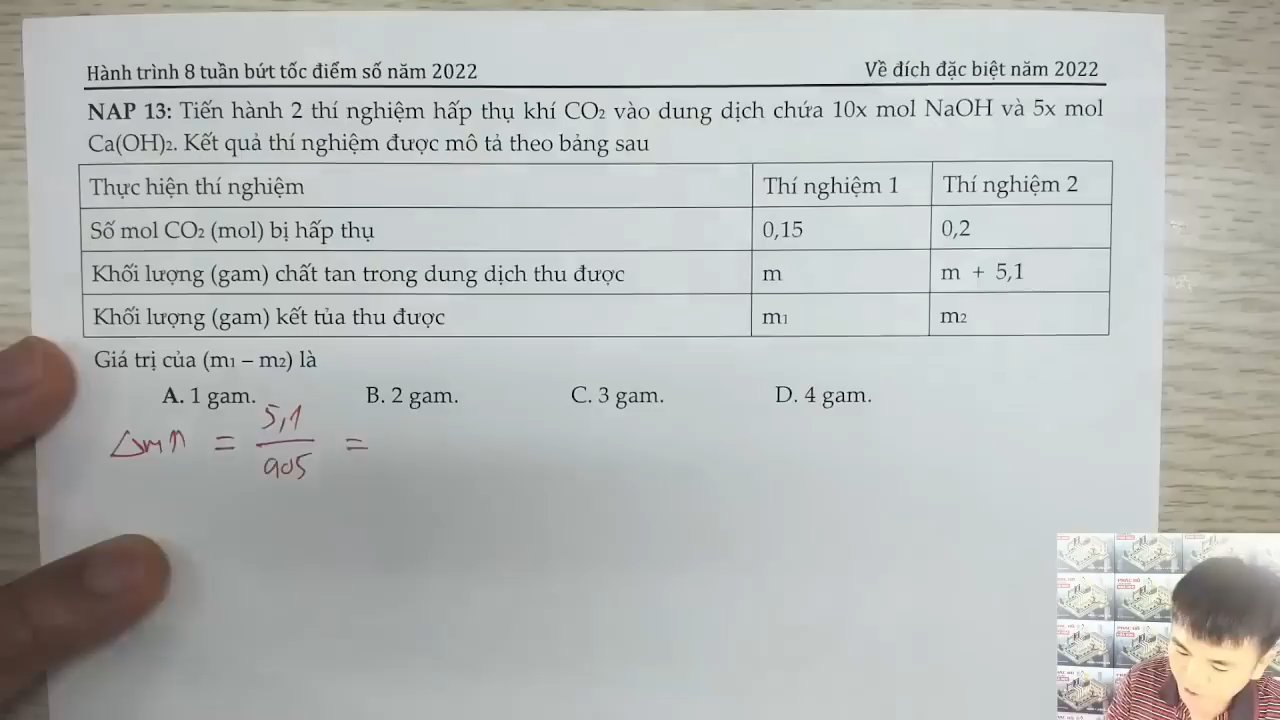 Hành trình 8 tuần bứt tốc điểm số năm 2022 Về đích đặc biệt năm 2022
NAP 13: Tiến hành 2 thí nghiệm hấp thụ khí CO₂ vào dung dịch chứa 10x mol NaOH và 5x mol
Ca(OH)₂. Kết quả thí nghiệm được mô tả theo bảng sau
Thực hiện thí nghiệm Thí nghiệm 1 Thí nghiệm 2
Số mol CO₂ (mol) bị hấp thụ 0,15 0,2
Khối lượng (gam) chất tan trong dung dịch thu được m m + 5,1
Khối lượng (gam) kết tủa thu được m₁ m₂
Giá trị của (m₁ – m₂) là
A. 1 gam. B. 2 gam. C. 3 gam. D. 4 gam.
Δm↑ = 5,1 / 0,05 =